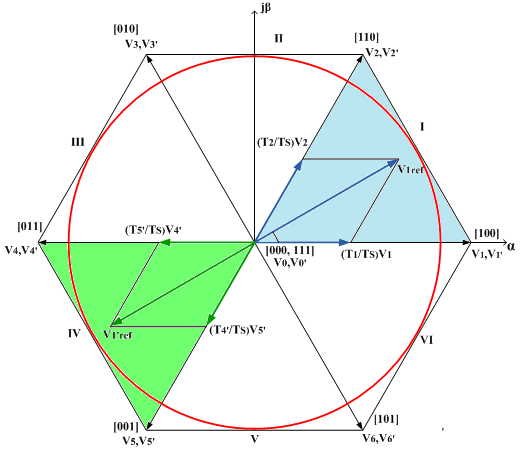 jβ
[010]
V3,V3'
II
[110]
V2,V2'
III
(T2/TS)V2
I
V1ref
[011]
V4,V4'
(T5'/TS)V4'
[000, 111]
V0,V0'
(T1/TS)V1
[100]
α
V1,V1'
IV
V1'ref
(T4'/TS)V5'
VI
[001]
V5,V5'
V
[101]
V6,V6'